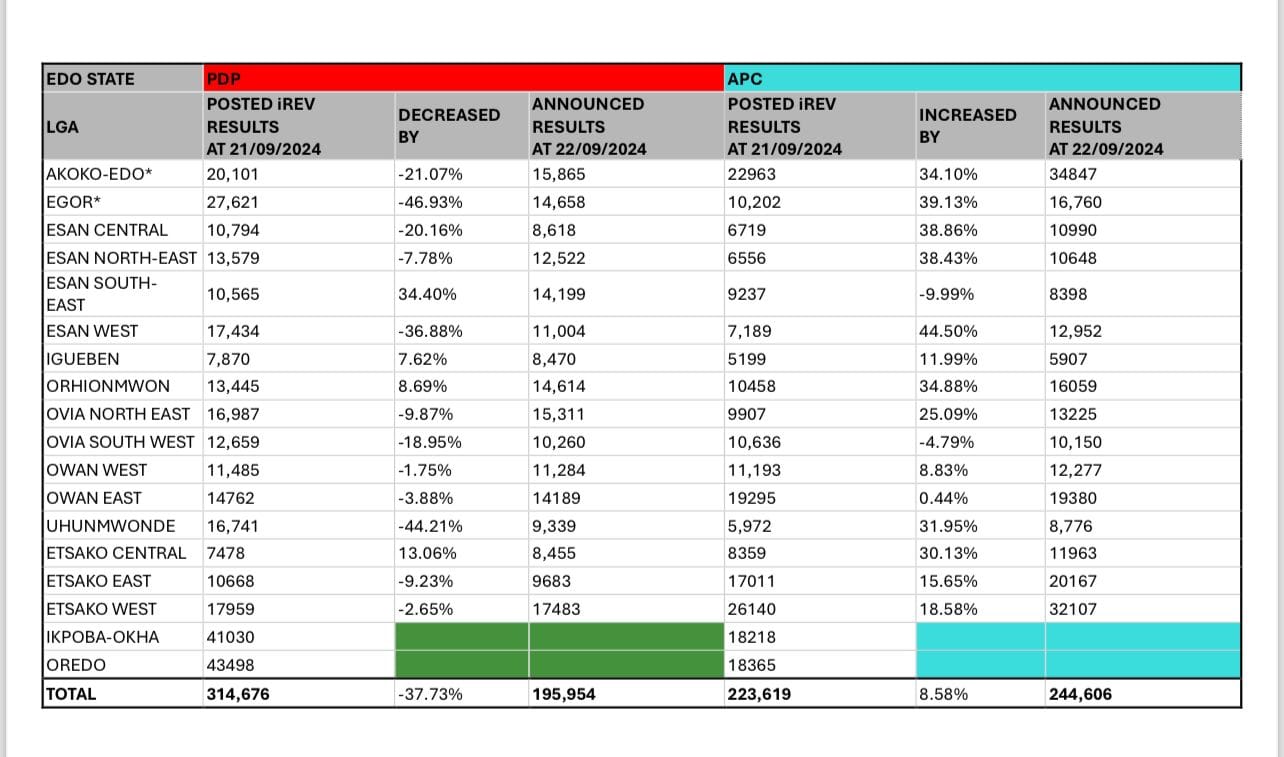 EDO STATE PDP APC
LGA POSTED iREV RESULTS AT 21/09/2024 DECREASED BY ANNOUNCED RESULTS AT 22/09/2024 POSTED iREV RESULTS AT 21/09/2024 INCREASED BY ANNOUNCED RESULTS AT 22/09/2024
AKOKO-EDO* 20,101 -21.07% 15,865 22963 34.10% 34847
EGOR* 27,621 -46.93% 14,658 10,202 39.13% 16,760
ESAN CENTRAL 10,794 -20.16% 8,618 6719 38.86% 10990
ESAN NORTH-EAST 13,579 -7.78% 12,522 6556 38.43% 10648
ESAN SOUTH-EAST 10,565 34.40% 14,199 9237 -9.99% 8398
ESAN WEST 17,434 -36.88% 11,004 7,189 44.50% 12,952
IGUEBEN 7,870 7.62% 8,470 5199 11.99% 5907
ORHIONMWON 13,445 8.69% 14,614 10458 34.88% 16059
OVIA NORTH EAST 16,987 -9.87% 15,311 9907 25.09% 13225
OVIA SOUTH WEST 12,659 -18.95% 10,260 10,636 -4.79% 10,150
OWAN WEST 11,485 -1.75% 11,284 11,193 8.83% 12,277
OWAN EAST 14762 -3.88% 14189 19295 0.44% 19380
UHUNMWONDE 16,741 -44.21% 9,339 5,972 31.95% 8,776
ETSAKO CENTRAL 7478 13.06% 8,455 8359 30.13% 11963
ETSAKO EAST 10668 -9.23% 9683 17011 15.65% 20167
ETSAKO WEST 17959 -2.65% 17483 26140 18.58% 32107
IKPOBA-OKHA 41030 18218
OREDO 43498 18365
TOTAL 314,676 -37.73% 195,954 223,619 8.58% 244,606